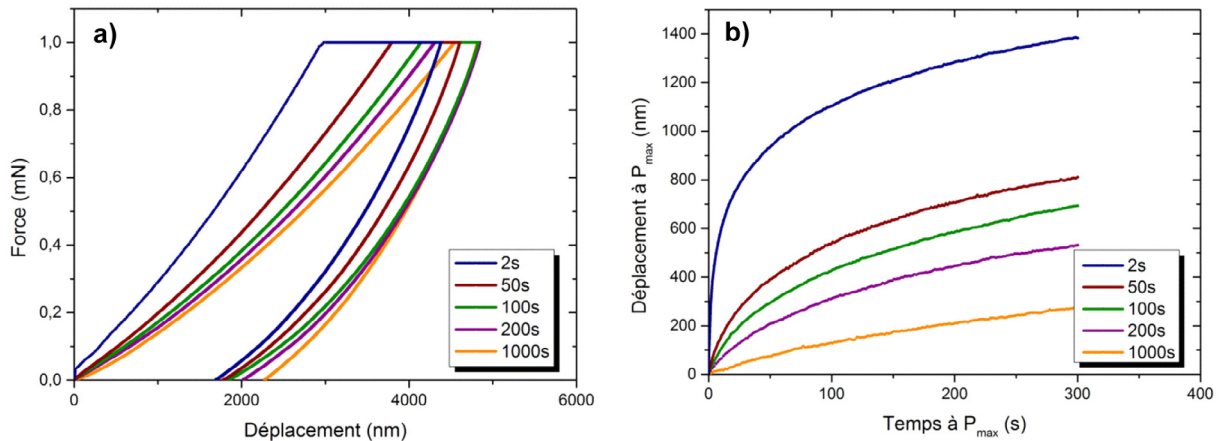 a)
Force (mN)
1,0
0,8
0,6
0,4
0,2
0,0
0
2000
4000
6000
Déplacement (nm)
2s
50s
100s
200s
1000s
b)
Déplacement à Pmax (nm)
1400
1200
1000
800
600
400
200
0
0
100
200
300
400
Temps à Pmax (s)
2s
50s
100s
200s
1000s